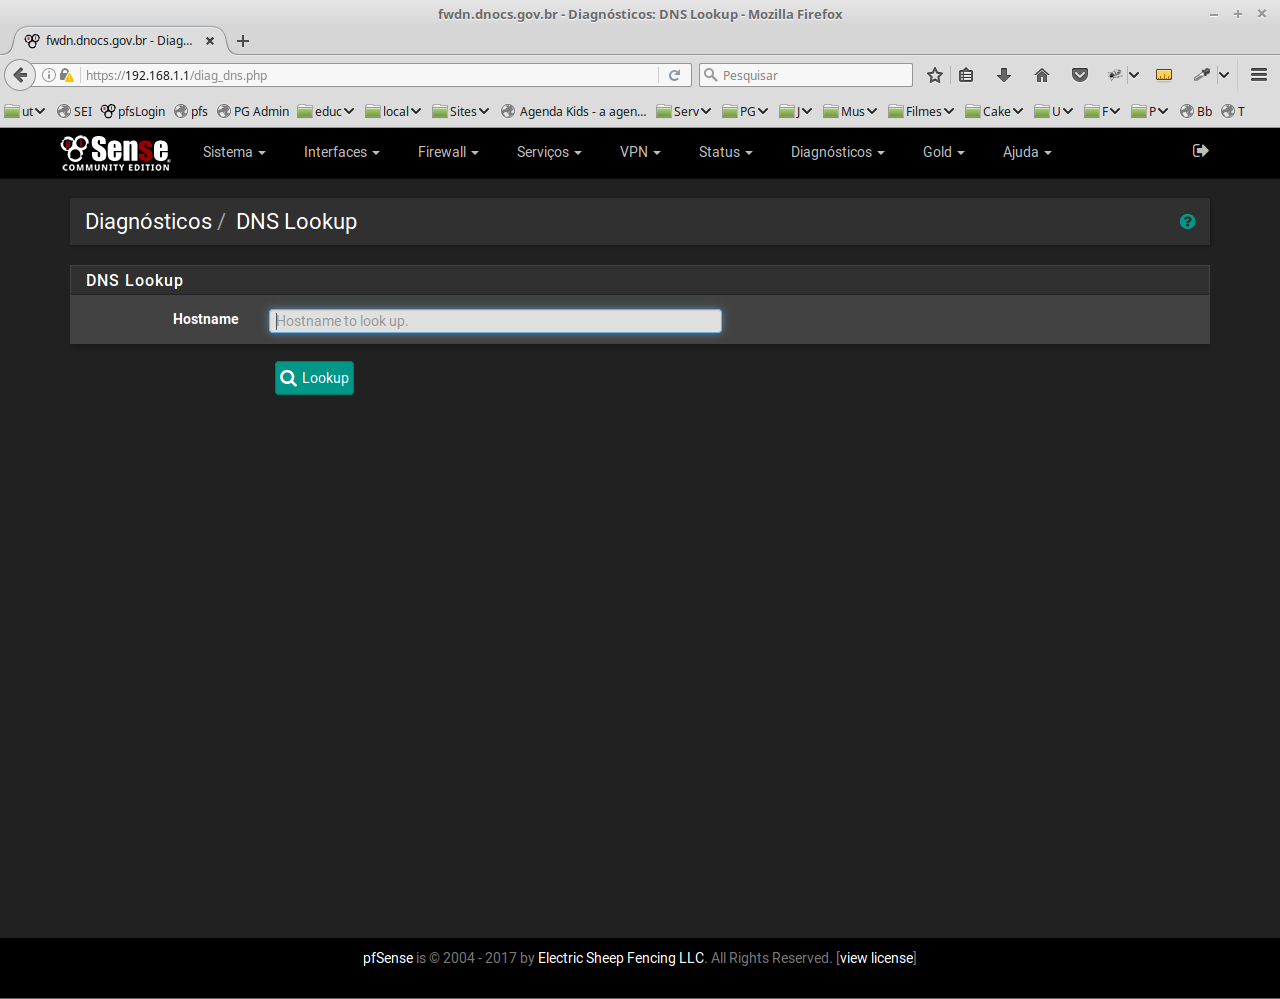 fwdn.dnocs.gov.br - Diagnósticos: DNS Lookup - Mozilla Firefox
fwdn.dnocs.gov.br - Diag...
https://192.168.1.1/diag_dns.php
Pesquisar
ut SEI pfsLogin pfs PG Admin educ local Sites Agenda Kids - a agen... Serv PG J Mus Filmes Cake U F P Bb T
Sense
COMMUNITY EDITION
Sistema Interfaces Firewall Serviços VPN Status Diagnósticos Gold Ajuda
Diagnósticos / DNS Lookup
DNS Lookup
Hostname Hostname to look up.
Lookup
pfSense is © 2004 - 2017 by Electric Sheep Fencing LLC. All Rights Reserved. [view license]